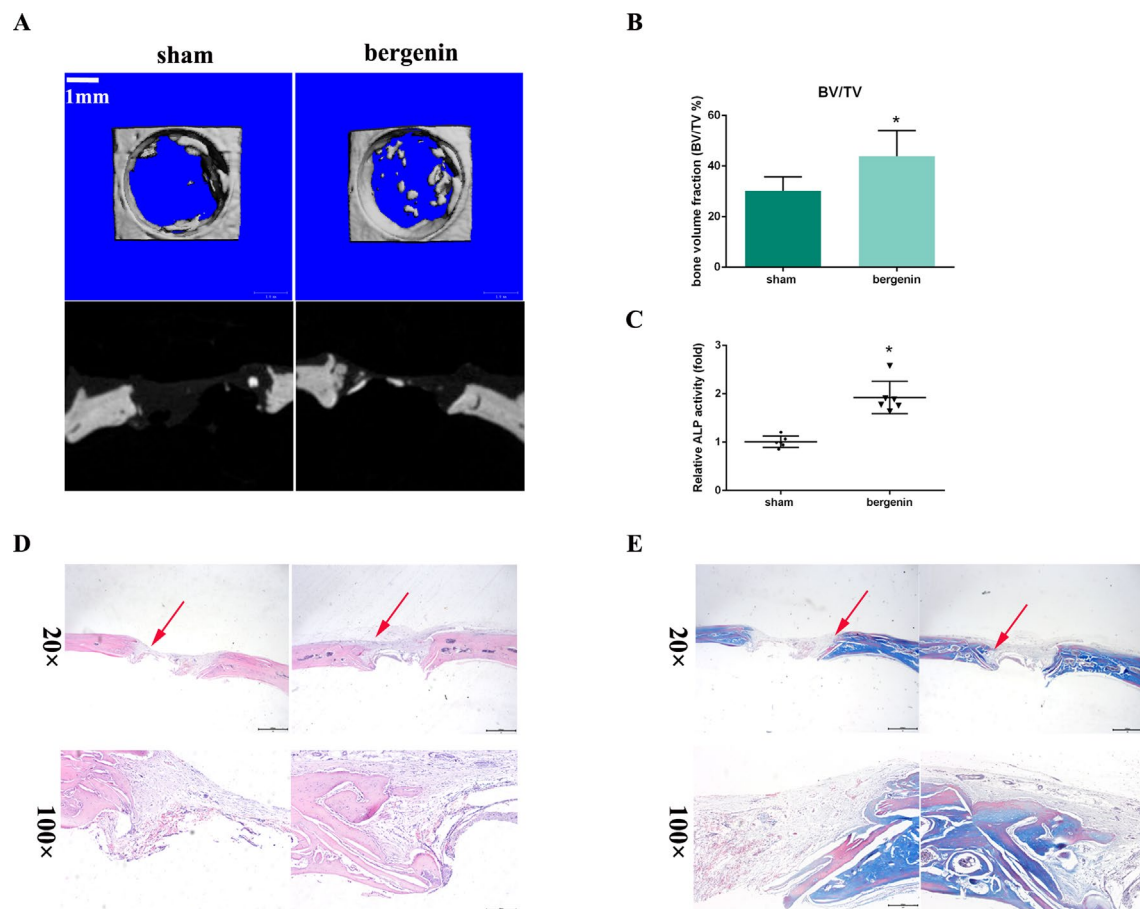 A
sham
bergenin
1mm
B
BV/TV
bone volume fraction (BV/TV %)
60
40
20
0
*
sham
bergenin
C
Relative ALP activity (fold)
3
2
1
0
*
sham
bergenin
D
20×
100×
E
20×
100×